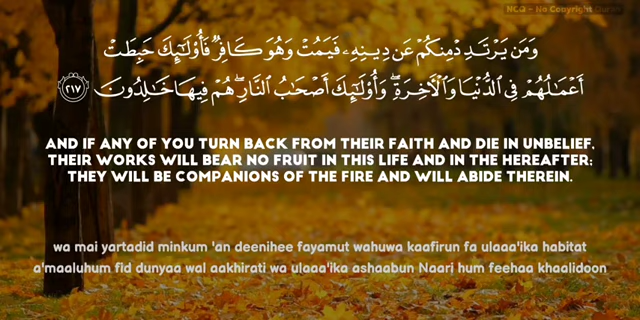 NCQ - No Copyright Quran
وَمَن يَرْتَدِدْ مِنكُمْ عَن دِينِهِۦ فَيَمُتْ وَهُوَ كَافِرٌ فَأُو۟لَـٰٓئِكَ حَبِطَتْ
أَعْمَـٰلُهُمْ فِى ٱلدُّنْيَا وَٱلْـَٔاخِرَةِ ۖ وَأُو۟لَـٰٓئِكَ أَصْحَـٰبُ ٱلنَّارِ ۖ هُمْ فِيهَا خَـٰلِدُونَ ٢١٧
AND IF ANY OF YOU TURN BACK FROM THEIR FAITH AND DIE IN UNBELIEF,
THEIR WORKS WILL BEAR NO FRUIT IN THIS LIFE AND IN THE HEREAFTER;
THEY WILL BE COMPANIONS OF THE FIRE AND WILL ABIDE THEREIN.
wa mai yartadid minkum 'an deenihee fayamut wahuwa kaafirun fa ulaaa'ika habitat
a'maaluhum fid dunyaa wal aakhirati wa ulaaa'ika ashaabun Naari hum feehaa khaalidoon